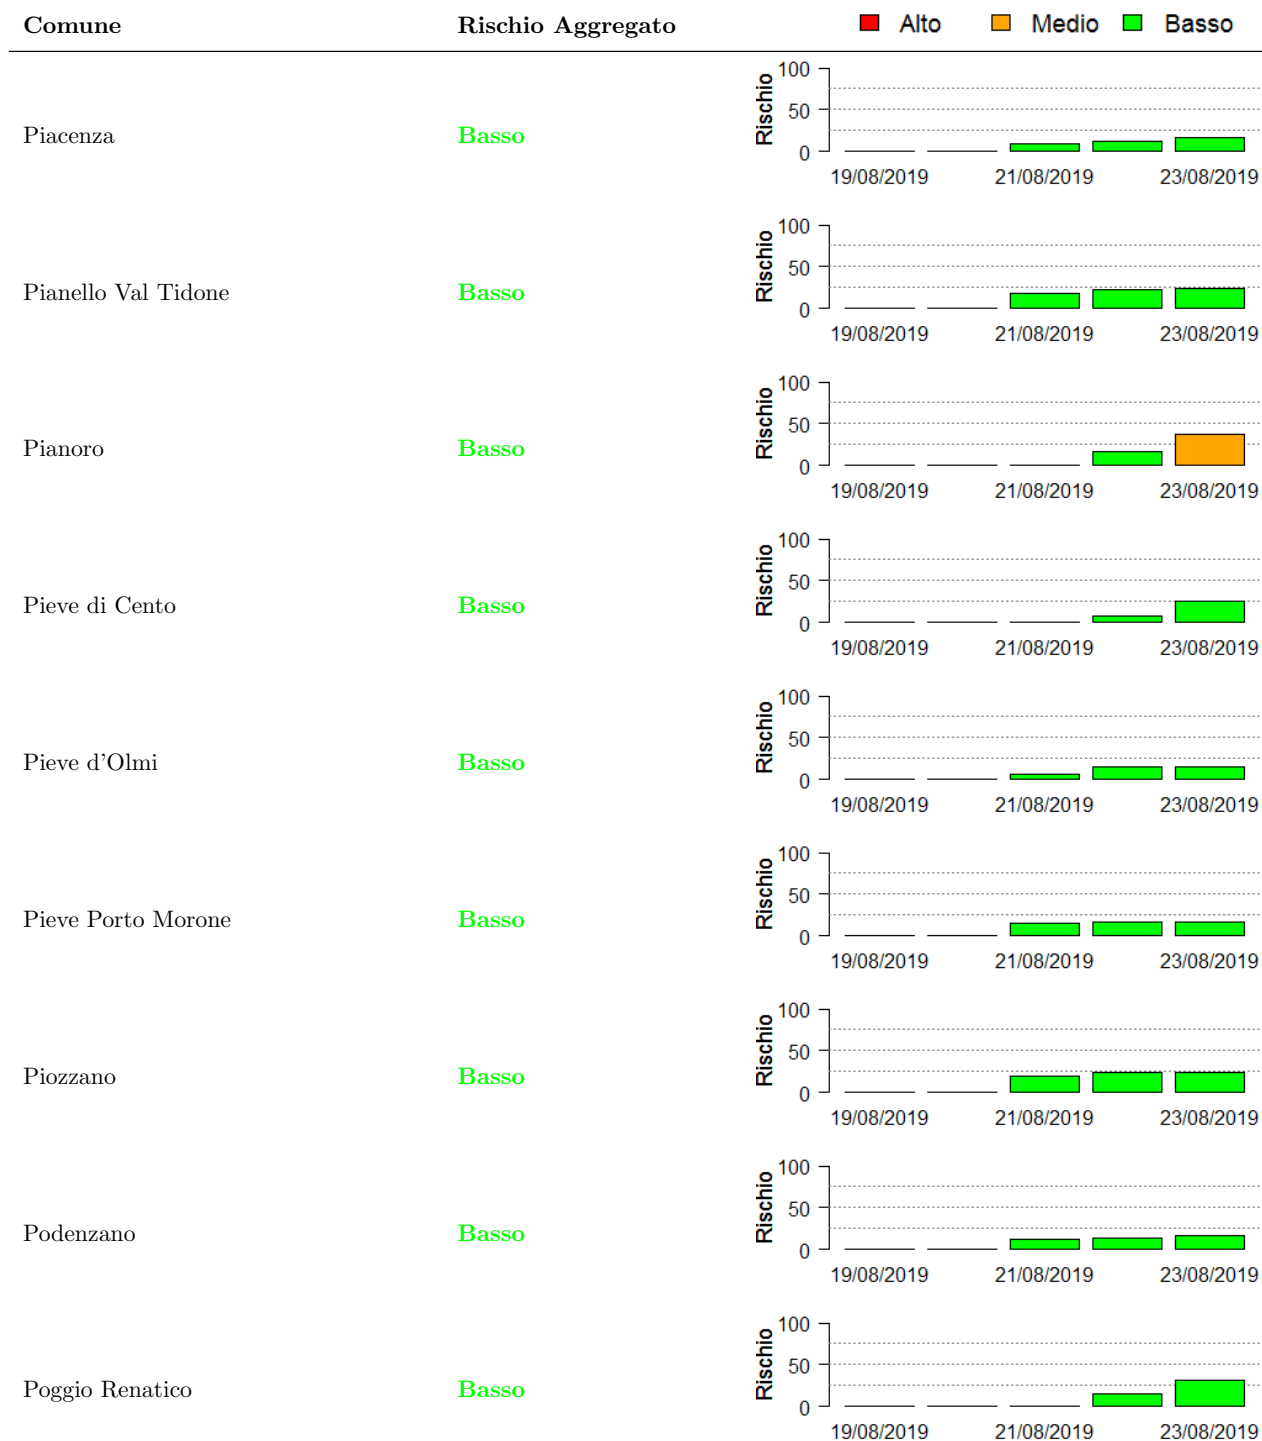 Comune Rischio Aggregato Alto Medio Basso
Piacenza Basso
Rischio
100
50
0
19/08/2019 21/08/2019 23/08/2019
Pianello Val Tidone Basso
Rischio
100
50
0
19/08/2019 21/08/2019 23/08/2019
Pianoro Basso
Rischio
100
50
0
19/08/2019 21/08/2019 23/08/2019
Pieve di Cento Basso
Rischio
100
50
0
19/08/2019 21/08/2019 23/08/2019
Pieve d'Olmi Basso
Rischio
100
50
0
19/08/2019 21/08/2019 23/08/2019
Pieve Porto Morone Basso
Rischio
100
50
0
19/08/2019 21/08/2019 23/08/2019
Piozzano Basso
Rischio
100
50
0
19/08/2019 21/08/2019 23/08/2019
Podenzano Basso
Rischio
100
50
0
19/08/2019 21/08/2019 23/08/2019
Poggio Renatico Basso
Rischio
100
50
0
19/08/2019 21/08/2019 23/08/2019